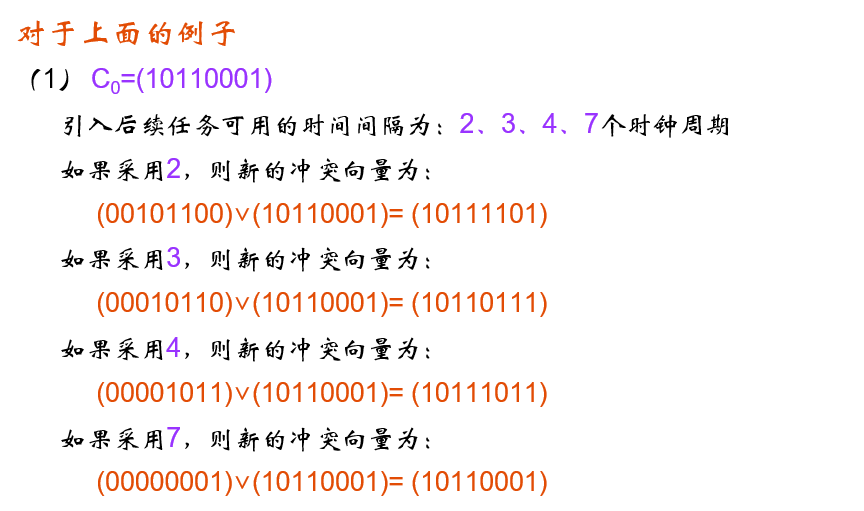 对于上面的例子
（1） C₀=(10110001)
引入后续任务可用的时间间隔为：2、3、4、7个时钟周期
如果采用2，则新的冲突向量为：
(00101100)∨(10110001)= (10111101)
如果采用3，则新的冲突向量为：
(00010110)∨(10110001)= (10110111)
如果采用4，则新的冲突向量为：
(00001011)∨(10110001)= (10111011)
如果采用7，则新的冲突向量为：
(00000001)∨(10110001)= (10110001)